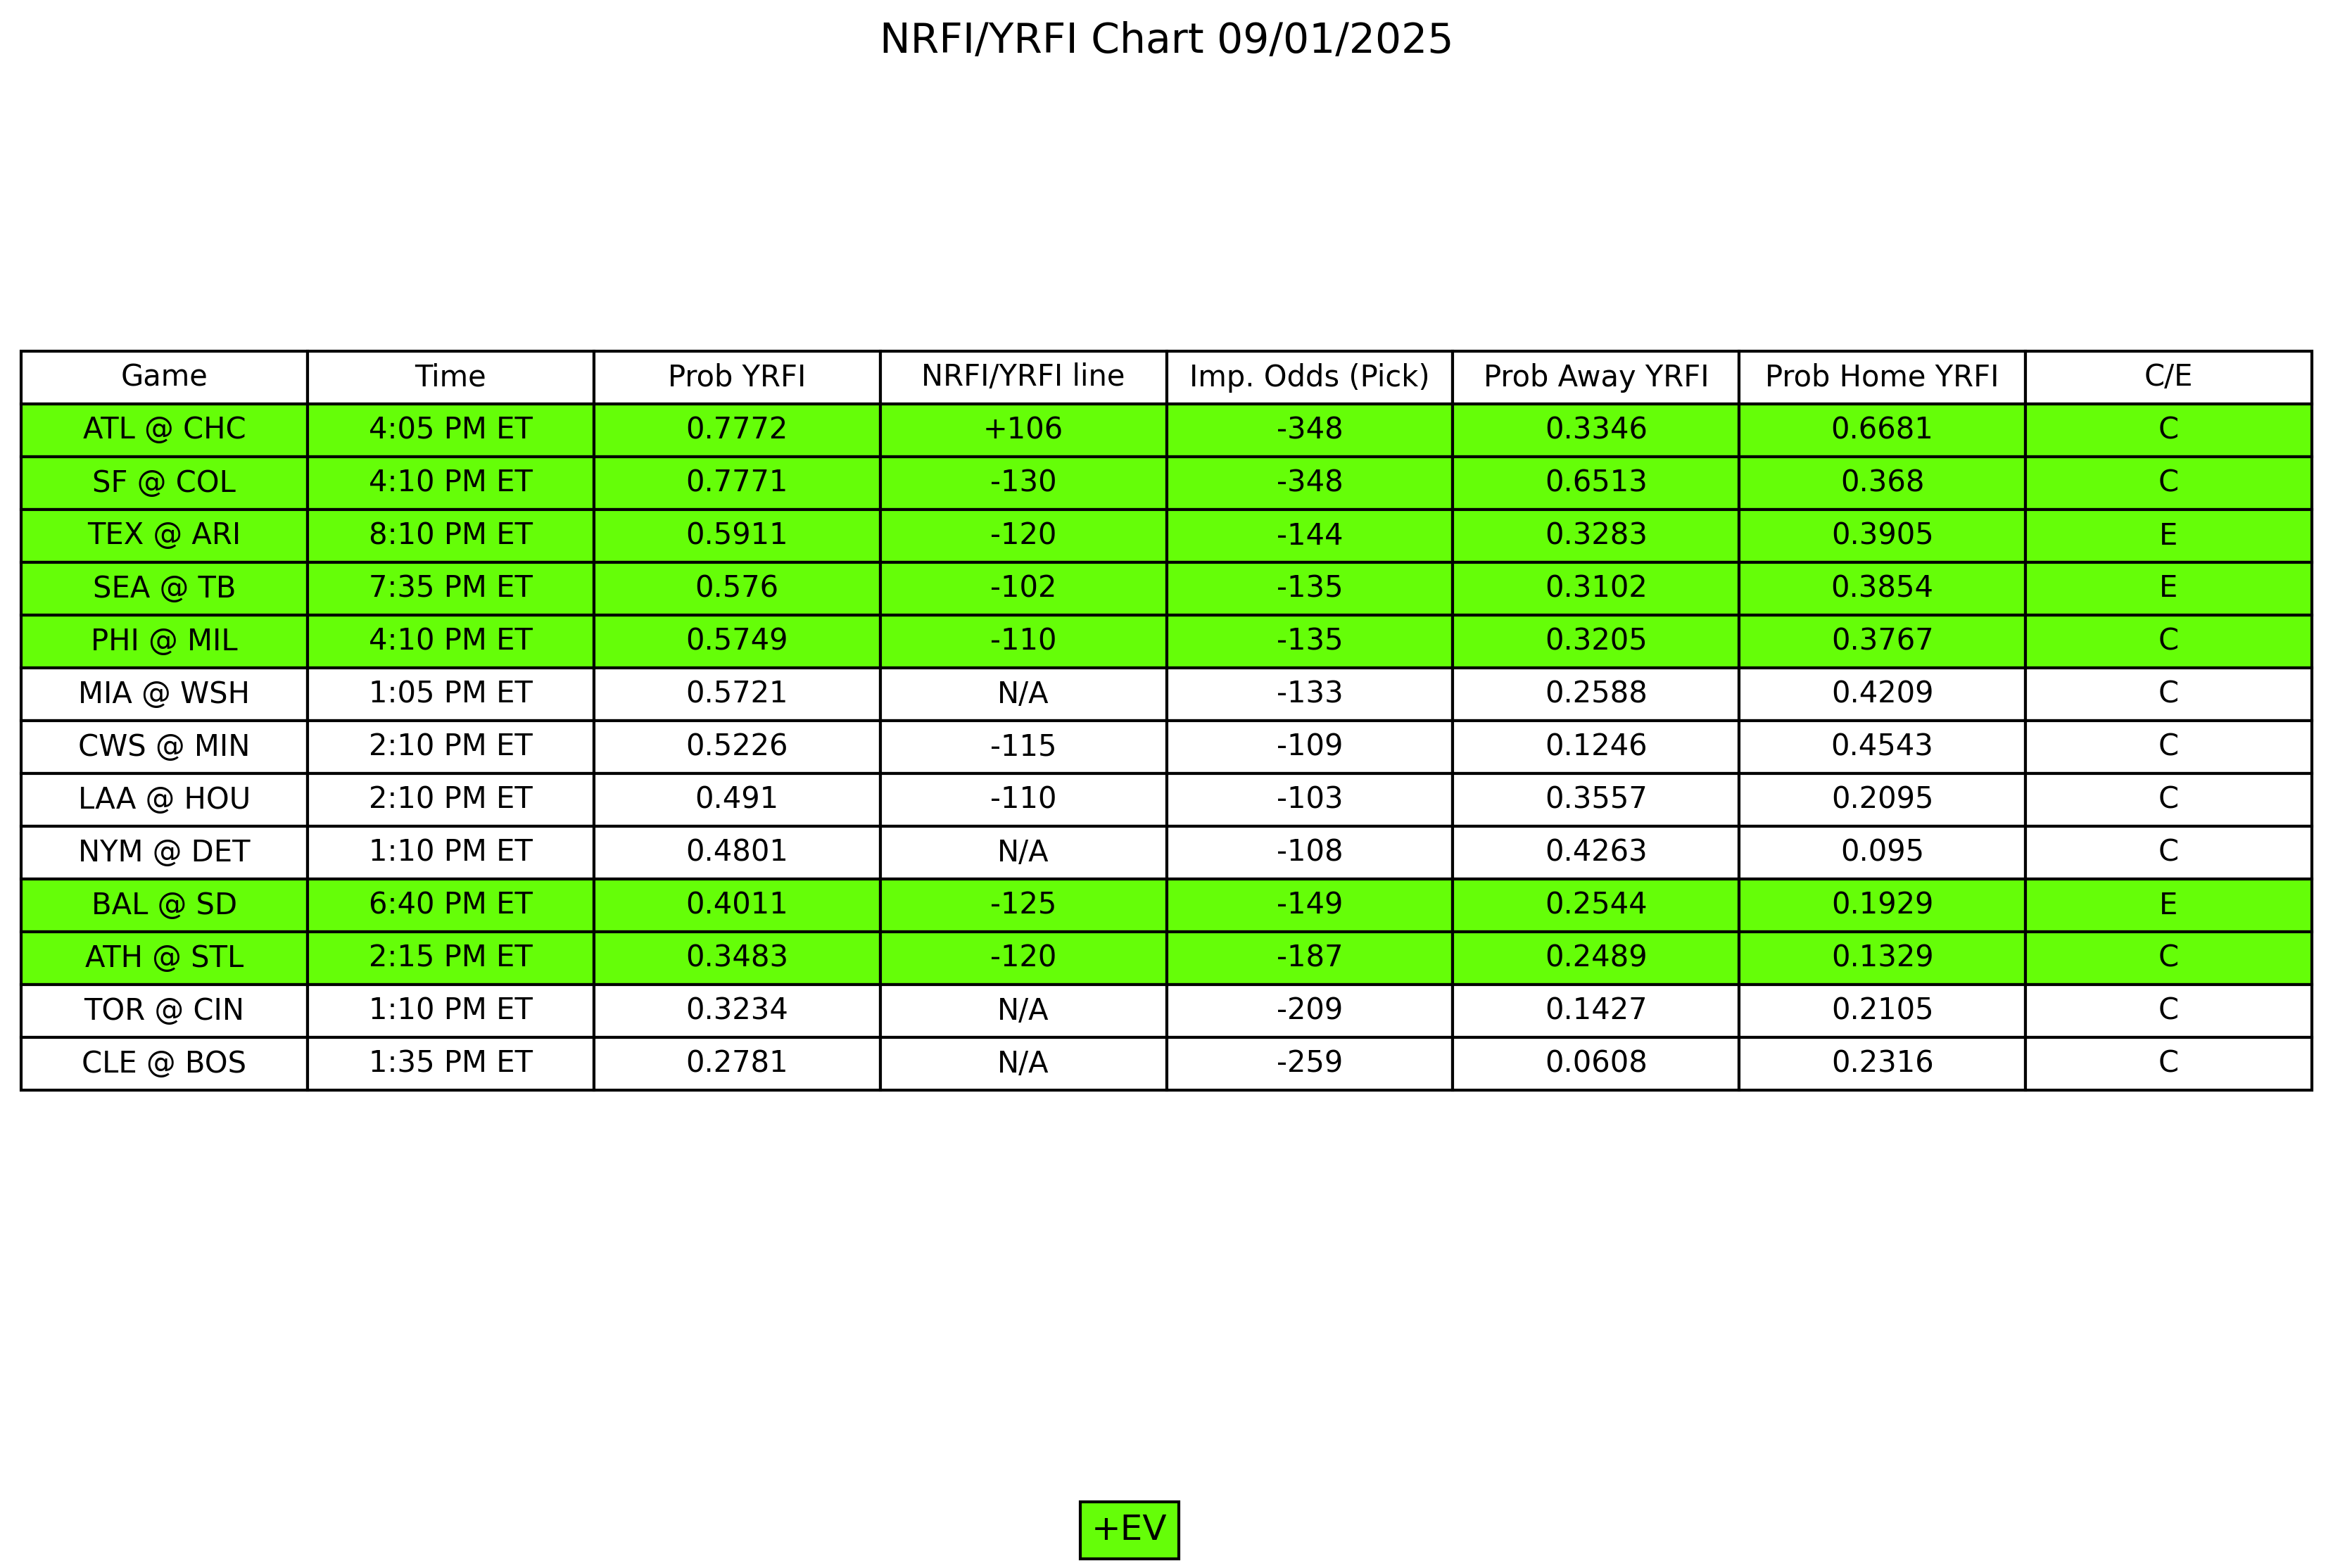 NRFI/YRFI Chart 09/01/2025
Game Time Prob YRFI NRFI/YRFI line Imp. Odds (Pick) Prob Away YRFI Prob Home YRFI C/E
ATL @ CHC 4:05 PM ET 0.7772 +106 -348 0.3346 0.6681 C
SF @ COL 4:10 PM ET 0.7771 -130 -348 0.6513 0.368 C
TEX @ ARI 8:10 PM ET 0.5911 -120 -144 0.3283 0.3905 E
SEA @ TB 7:35 PM ET 0.576 -102 -135 0.3102 0.3854 E
PHI @ MIL 4:10 PM ET 0.5749 -110 -135 0.3205 0.3767 C
MIA @ WSH 1:05 PM ET 0.5721 N/A -133 0.2588 0.4209 C
CWS @ MIN 2:10 PM ET 0.5226 -115 -109 0.1246 0.4543 C
LAA @ HOU 2:10 PM ET 0.491 -110 -103 0.3557 0.2095 C
NYM @ DET 1:10 PM ET 0.4801 N/A -108 0.4263 0.095 C
BAL @ SD 6:40 PM ET 0.4011 -125 -149 0.2544 0.1929 E
ATH @ STL 2:15 PM ET 0.3483 -120 -187 0.2489 0.1329 C
TOR @ CIN 1:10 PM ET 0.3234 N/A -209 0.1427 0.2105 C
CLE @ BOS 1:35 PM ET 0.2781 N/A -259 0.0608 0.2316 C
+EV